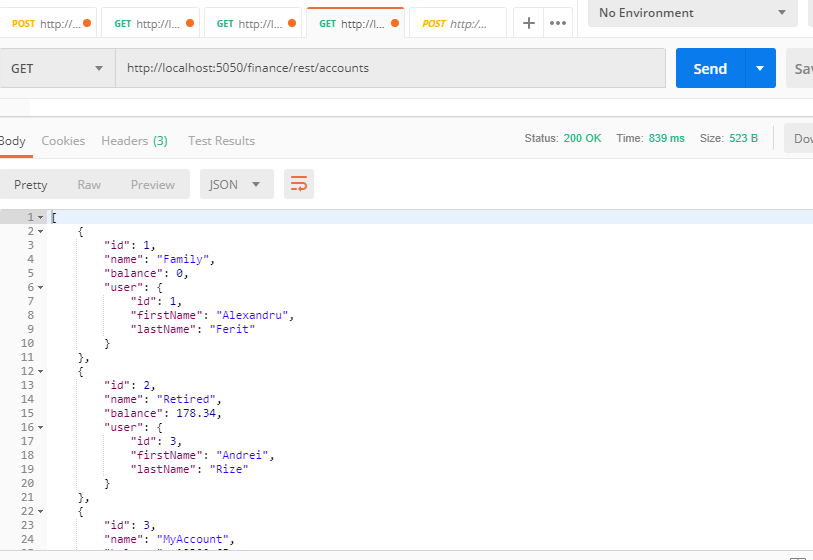 POST http://l...
GET http://l...
GET http://l...
GET http://l...
POST http:/...
+ •••
No Environment
GET
http://localhost:5050/finance/rest/accounts
Send
Sav
Body
Cookies
Headers (3)
Test Results
Status: 200 OK
Time: 839 ms
Size: 523 B
Dow
Pretty
Raw
Preview
JSON
1 [
2 {
3 "id": 1,
4 "name": "Family",
5 "balance": 0,
6 "user": {
7 "id": 1,
8 "firstName": "Alexandru",
9 "lastName": "Ferit"
10 }
11 },
12 {
13 "id": 2,
14 "name": "Retired",
15 "balance": 178.34,
16 "user": {
17 "id": 3,
18 "firstName": "Andrei",
19 "lastName": "Rize"
20 }
21 },
22 {
23 "id": 3,
24 "name": "MyAccount",